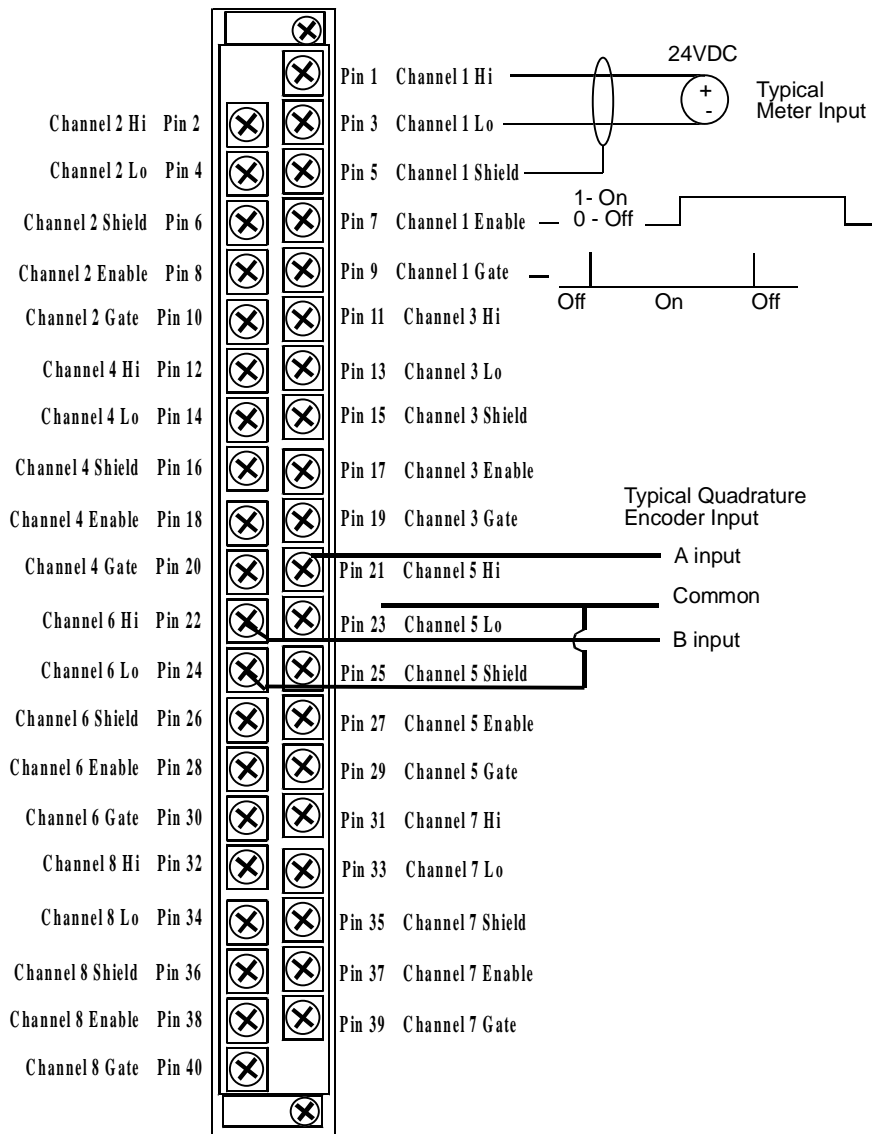 24VDC
Pin 1 Channel 1 Hi
+
-
Typical
Meter Input
Channel 2 Hi Pin 2
Pin 3 Channel 1 Lo
Channel 2 Lo Pin 4
Pin 5 Channel 1 Shield
1- On
0 - Off
Channel 2 Shield Pin 6
Pin 7 Channel 1 Enable
Channel 2 Enable Pin 8
Pin 9 Channel 1 Gate
Off On Off
Channel 2 Gate Pin 10
Pin 11 Channel 3 Hi
Channel 4 Hi Pin 12
Pin 13 Channel 3 Lo
Channel 4 Lo Pin 14
Pin 15 Channel 3 Shield
Channel 4 Shield Pin 16
Pin 17 Channel 3 Enable
Typical Quadrature
Encoder Input
Channel 4 Enable Pin 18
Pin 19 Channel 3 Gate
A input
Channel 4 Gate Pin 20
Pin 21 Channel 5 Hi
Common
Channel 6 Hi Pin 22
Pin 23 Channel 5 Lo
B input
Channel 6 Lo Pin 24
Pin 25 Channel 5 Shield
Channel 6 Shield Pin 26
Pin 27 Channel 5 Enable
Channel 6 Enable Pin 28
Pin 29 Channel 5 Gate
Channel 6 Gate Pin 30
Pin 31 Channel 7 Hi
Channel 8 Hi Pin 32
Pin 33 Channel 7 Lo
Channel 8 Lo Pin 34
Pin 35 Channel 7 Shield
Channel 8 Shield Pin 36
Pin 37 Channel 7 Enable
Channel 8 Enable Pin 38
Pin 39 Channel 7 Gate
Channel 8 Gate Pin 40